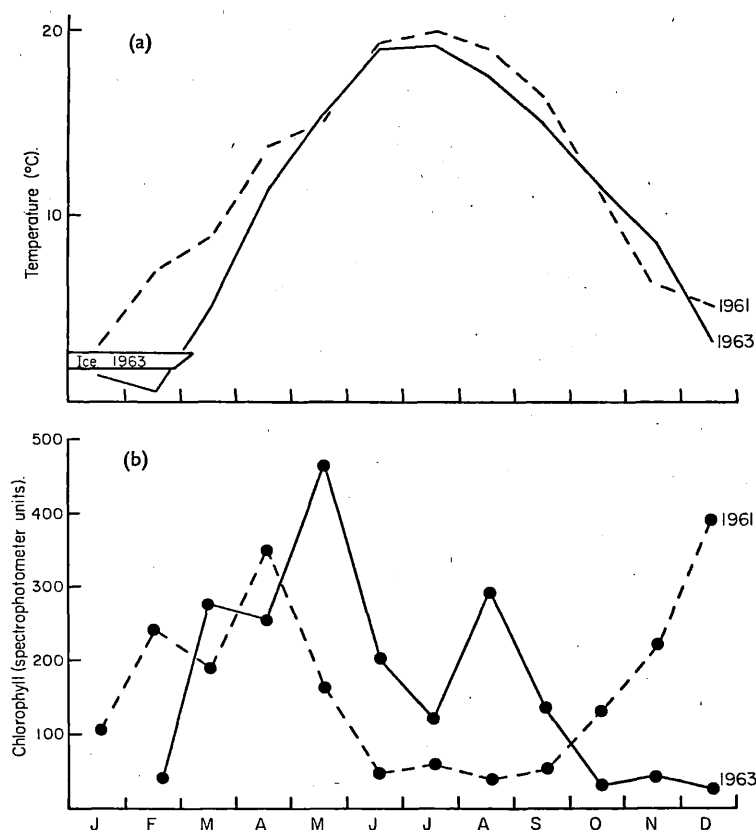 (a)
20
10
Temperature (°C).
Ice 1963
1961
1963
(b)
500
400
300
200
100
Chlorophyll (spectrophotometer units).
1961
1963
J F M A M J J A S O N D